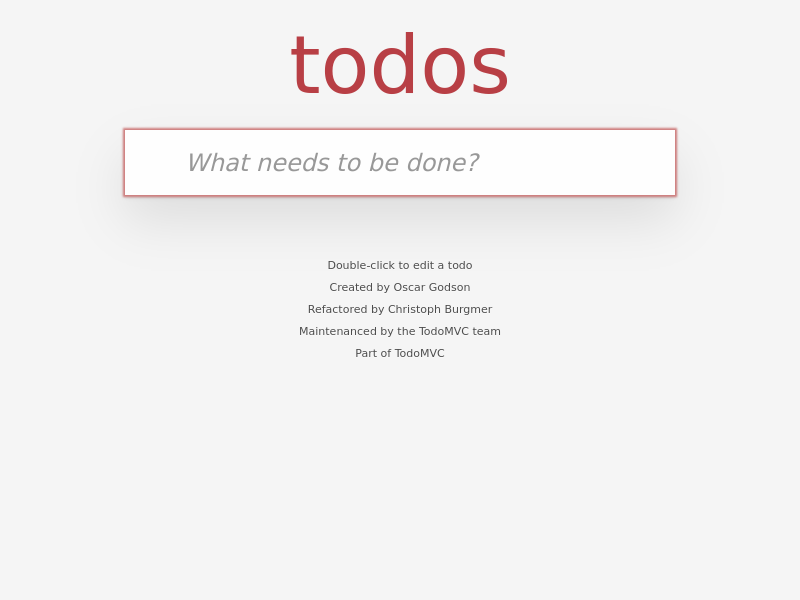 todos
What needs to be done?
Double-click to edit a todo
Created by Oscar Godson
Refactored by Christoph Burgmer
Maintenanced by the TodoMVC team
Part of TodoMVC